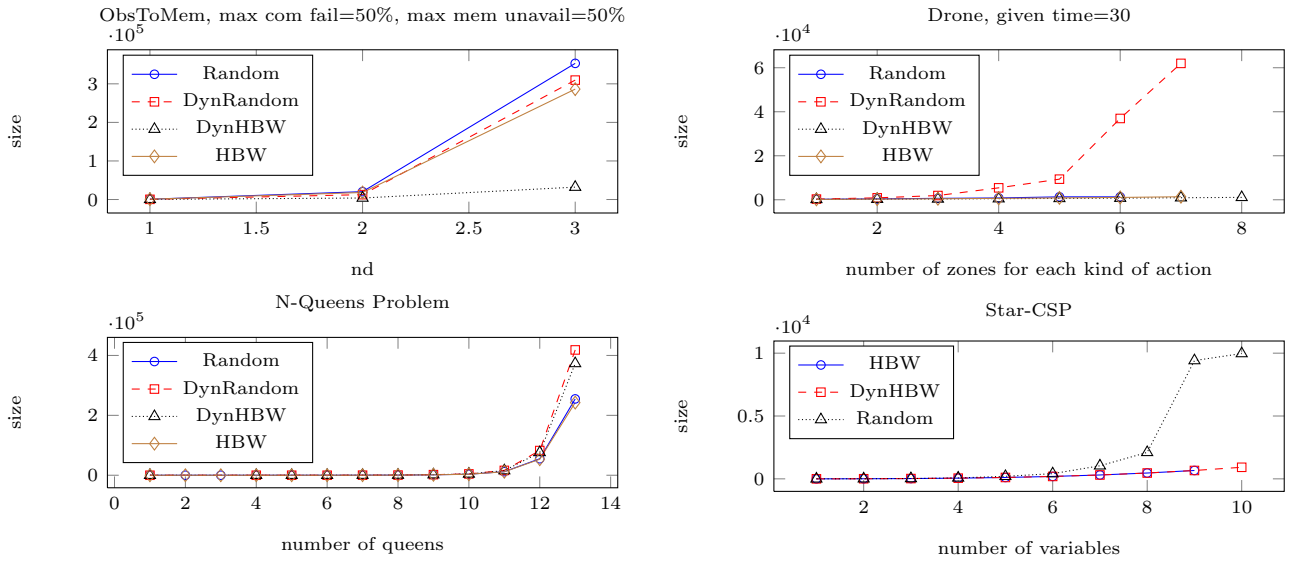 ObsToMem, max com fail=50%, max mem unavail=50%
·10^5
size
3
2
1
0
Random
DynRandom
DynHBW
HBW
1 1.5 2 2.5 3
nd
Drone, given time=30
·10^4
size
6
4
2
0
Random
DynRandom
DynHBW
HBW
2 4 6 8
number of zones for each kind of action
N-Queens Problem
·10^5
size
4
2
0
Random
DynRandom
DynHBW
HBW
0 2 4 6 8 10 12 14
number of queens
Star-CSP
·10^4
size
1
0.5
0
HBW
DynHBW
Random
2 4 6 8 10
number of variables